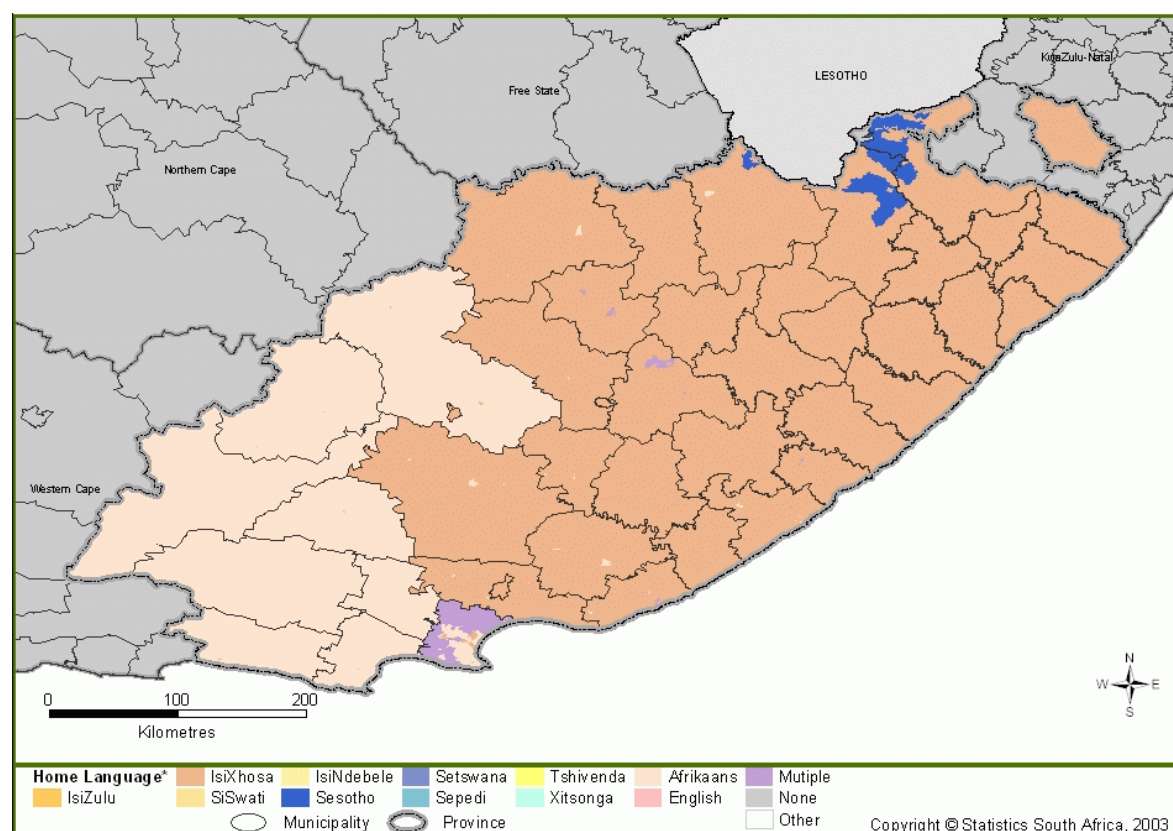 LESOTHO
KwaZulu-Natal
Free State
Northern Cape
Western Cape
N
W E
S
0 100 200
Kilometres
Home Language* IsiXhosa IsiNdebele Setswana Tshivenda Afrikaans Mutiple
IsiZulu SiSwati Sesotho Sepedi Xitsonga English None
Municipality Province Other
Copyright © Statistics South Africa, 2003